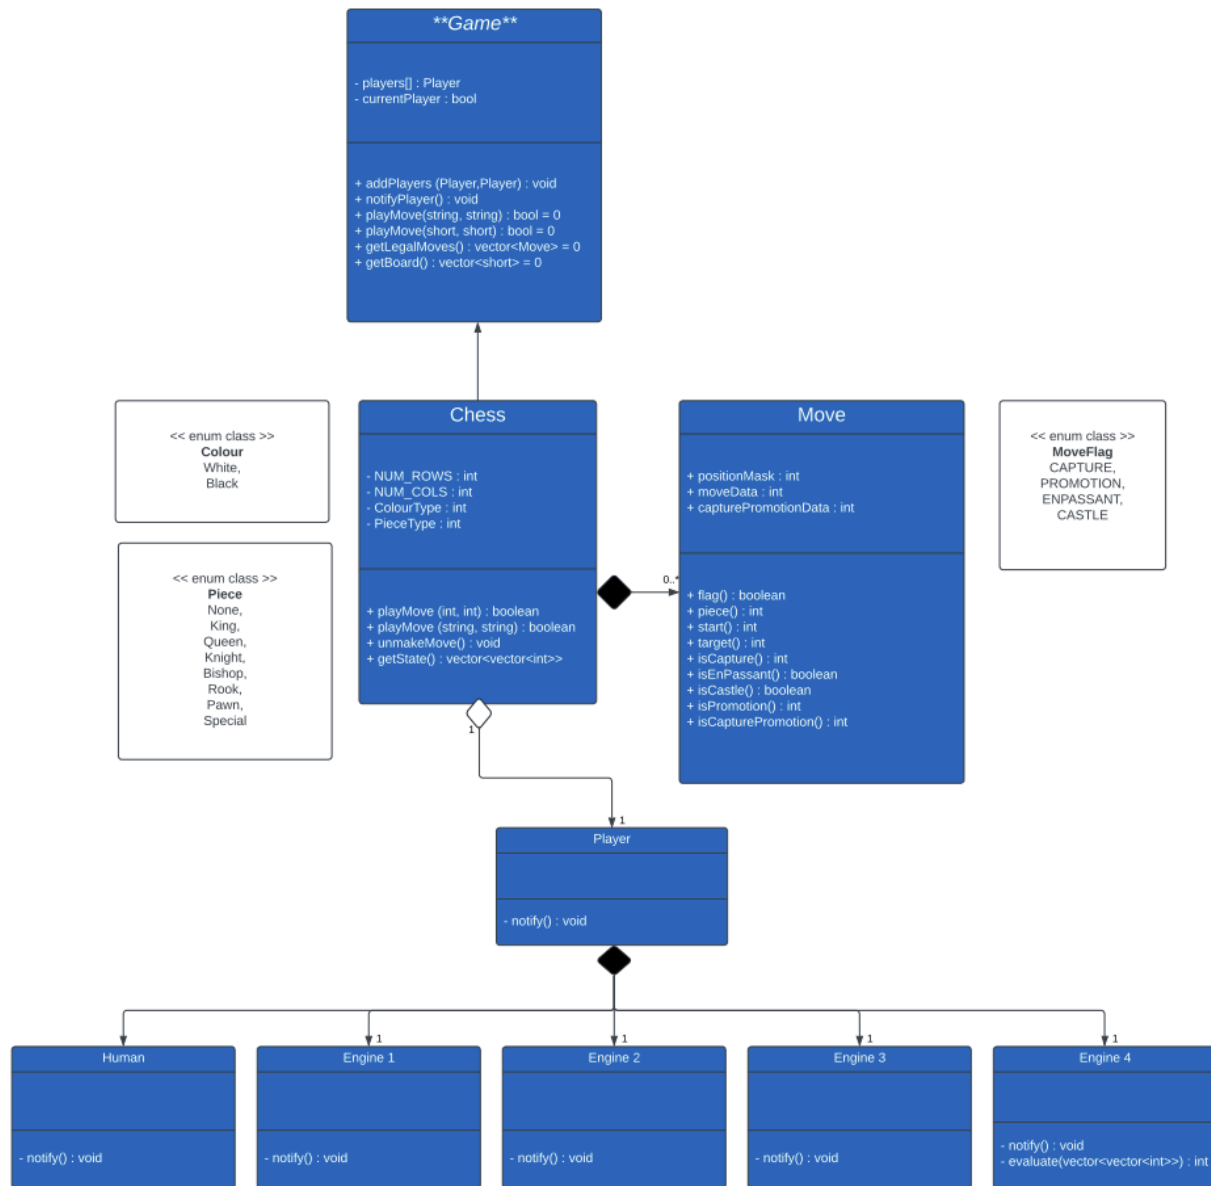 **Game**
- players[] : Player
- currentPlayer : bool
+ addPlayers (Player,Player) : void
+ notifyPlayer() : void
+ playMove(string, string) : bool = 0
+ playMove(short, short) : bool = 0
+ getLegalMoves() : vector<Move> = 0
+ getBoard() : vector<short> = 0
<< enum class >>
Colour
White,
Black
<< enum class >>
Piece
None,
King,
Queen,
Knight,
Bishop,
Rook,
Pawn,
Special
Chess
- NUM_ROWS : int
- NUM_COLS : int
- ColourType : int
- PieceType : int
+ playMove (int, int) : boolean
+ playMove (string, string) : boolean
+ unmakeMove() : void
+ getState() : vector<vector<int>>
0..*
Move
+ positionMask : int
+ moveData : int
+ capturePromotionData : int
+ flag() : boolean
+ piece() : int
+ start() : int
+ target() : int
+ isCapture() : int
+ isEnPassant() : boolean
+ isCastle() : boolean
+ isPromotion() : int
+ isCapturePromotion() : int
<< enum class >>
MoveFlag
CAPTURE,
PROMOTION,
ENPASSANT,
CASTLE
1
1
Player
- notify() : void
Human
- notify() : void
1
Engine 1
- notify() : void
1
Engine 2
- notify() : void
1
Engine 3
- notify() : void
1
Engine 4
- notify() : void
- evaluate(vector<vector<int>>) : int